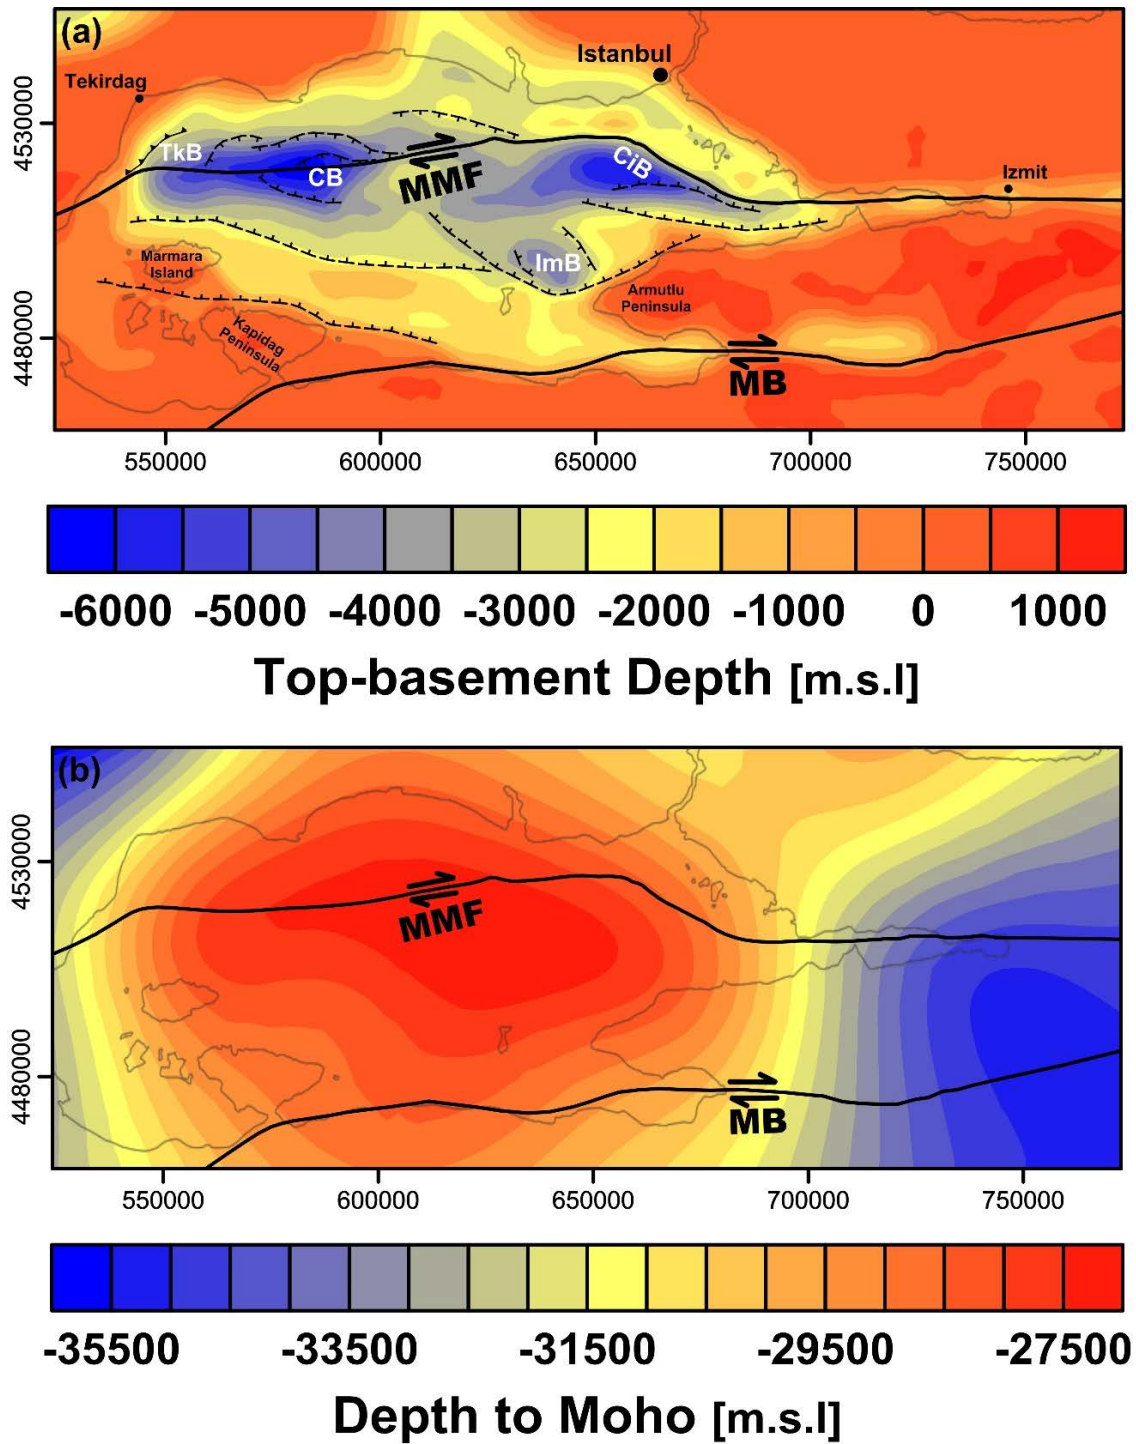 (a)
Istanbul
Tekirdag
4530000
TkB
CB
MMF
CiB
Izmit
ImB
Marmara
Island
Armutlu
Peninsula
Kapidag
Peninsula
4480000
MB
550000 600000 650000 700000 750000
-6000 -5000 -4000 -3000 -2000 -1000 0 1000
Top-basement Depth [m.s.l]
(b)
4530000
MMF
4480000
MB
550000 600000 650000 700000 750000
-35500 -33500 -31500 -29500 -27500
Depth to Moho [m.s.l]